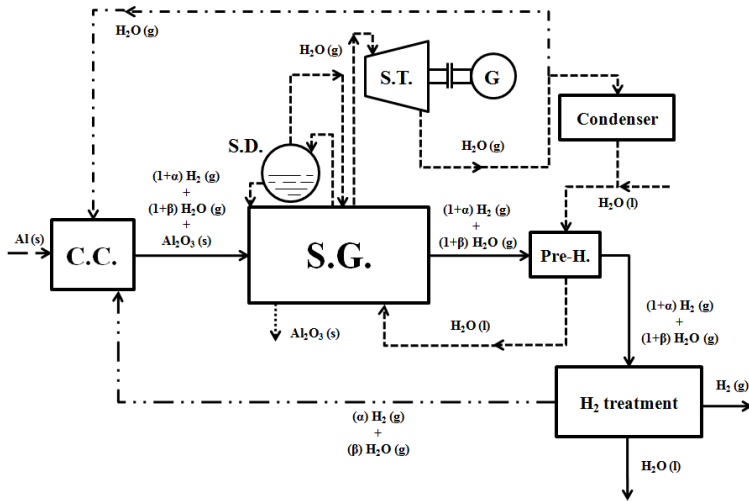 H2O (g)
H2O (g)
S.T.
G
H2O (g)
Condenser
S.D.
H2O (l)
(1+α) H2 (g)
+
(1+β) H2O (g)
+
Al2O3 (s)
Al (s)
C.C.
S.G.
(1+α) H2 (g)
+
(1+β) H2O (g)
Pre-H.
Al2O3 (s)
H2O (l)
(1+α) H2 (g)
+
(1+β) H2O (g)
H2 treatment
H2 (g)
(α) H2 (g)
+
(β) H2O (g)
H2O (l)